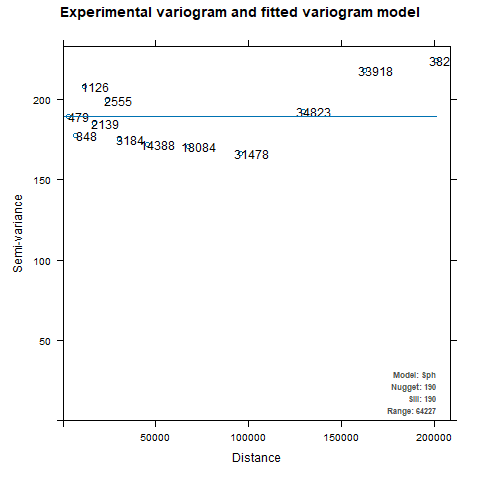 Experimental variogram and fitted variogram model
382
33918
1126
2555
200
34823
479
2139
848
3184
14388
18084
31478
150
Semi-variance
100
50
Model: Sph
Nugget: 190
Sill: 190
Range: 64227
50000
100000
150000
200000
Distance